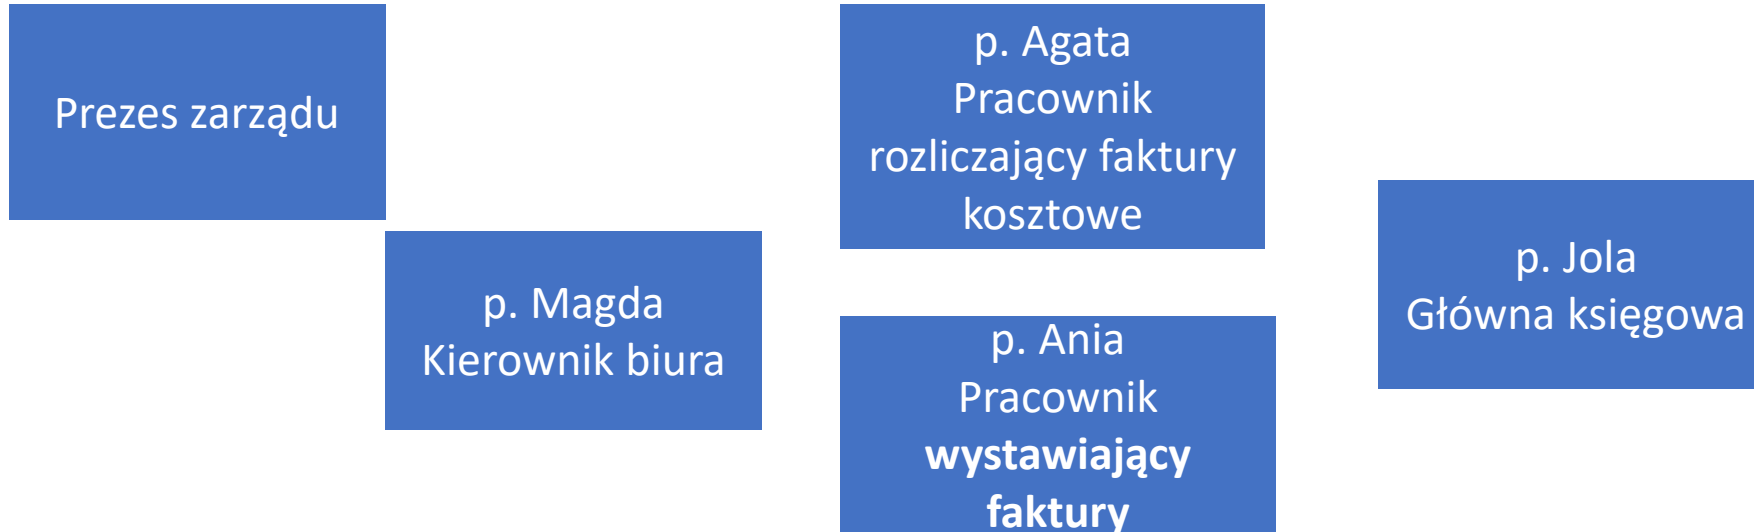 Prezes zarządu
p. Magda
Kierownik biura
p. Agata
Pracownik
rozliczający faktury
kosztowe
p. Ania
Pracownik
wystawiający
faktury
p. Jola
Główna księgowa